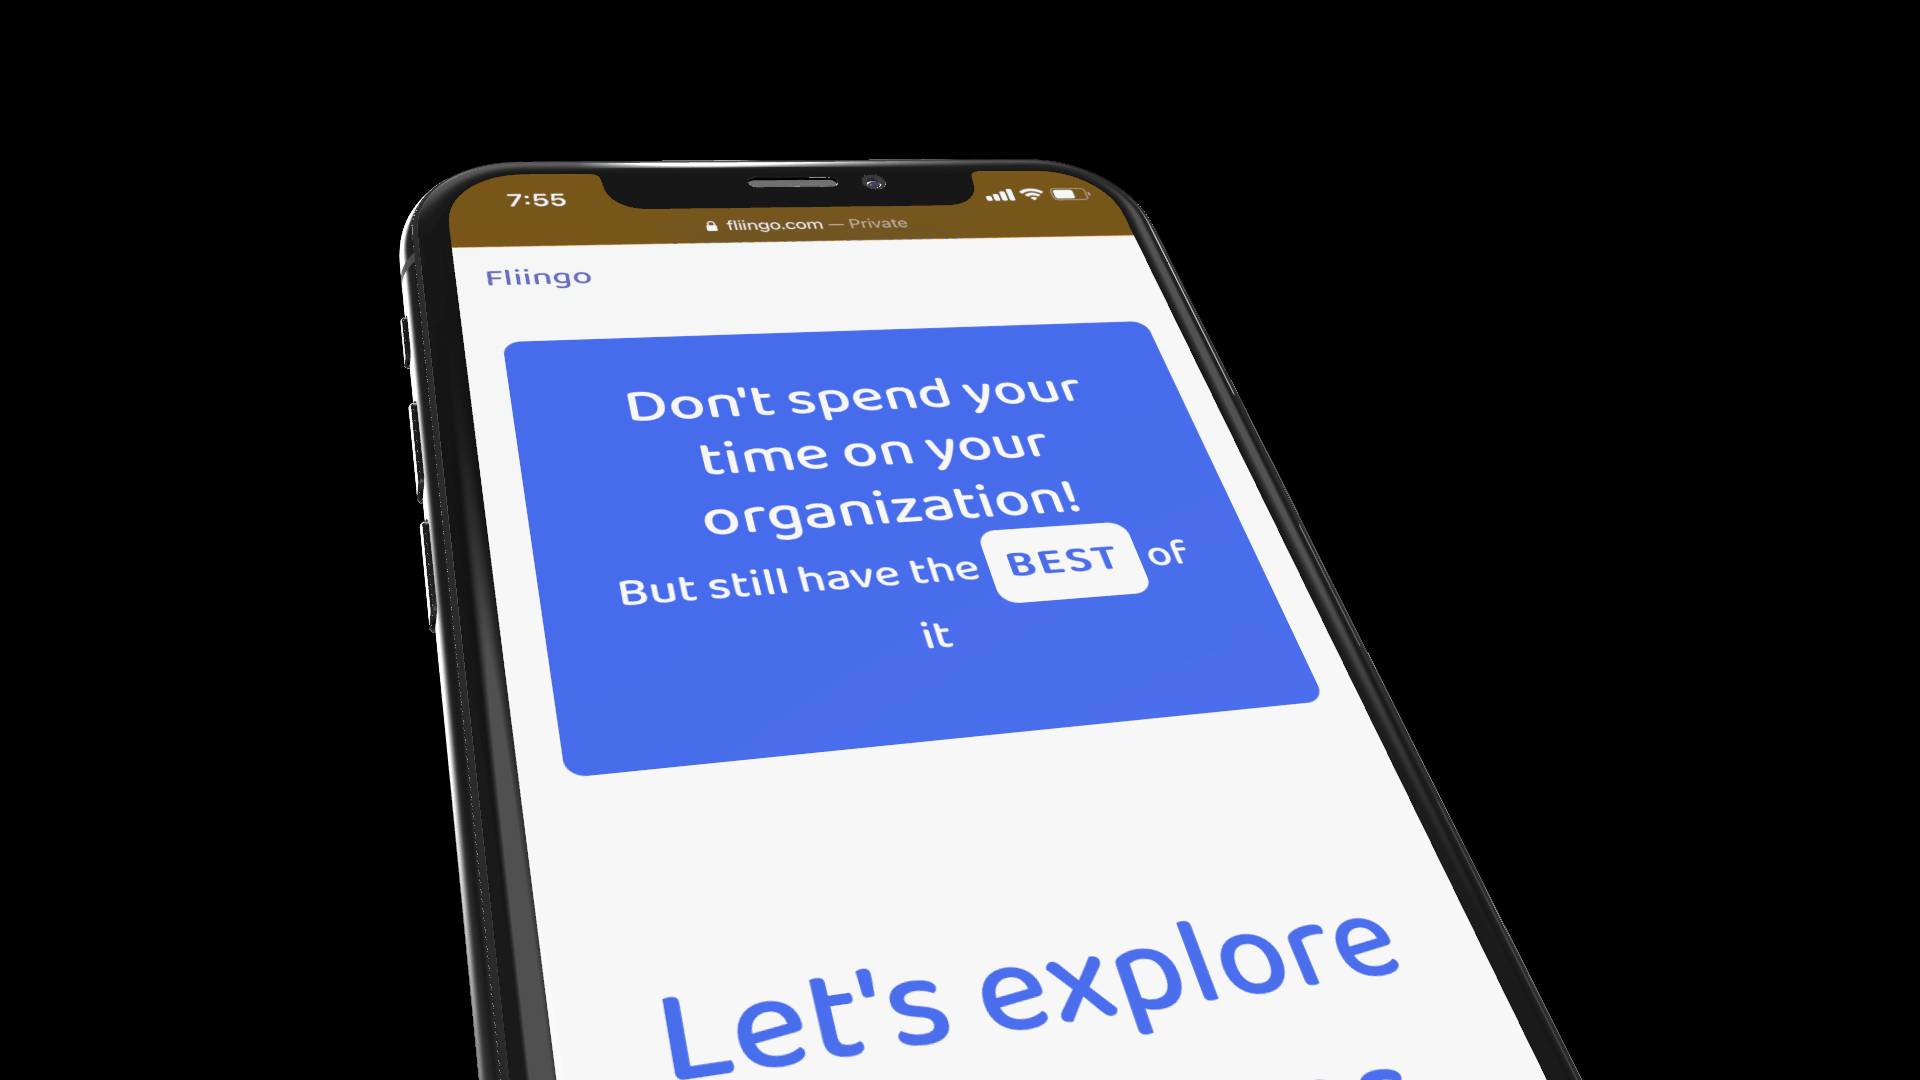 7:55
fliingo.com — Private
Fliingo
Don't spend your
time on your
organization!
But still have the BEST of
it
Let's explore